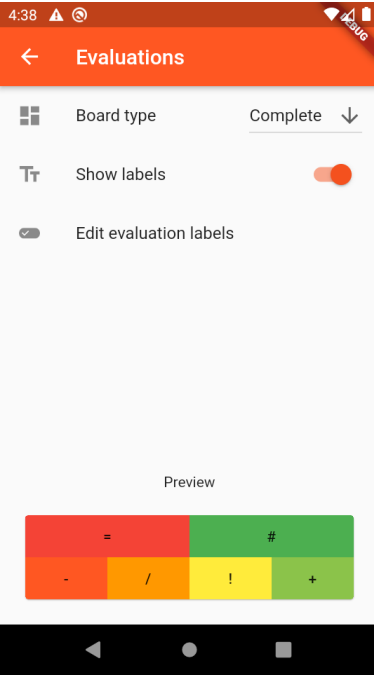 4:38
DEBUG
Evaluations
Board type Complete
Show labels
Edit evaluation labels
Preview
= #
- / ! +